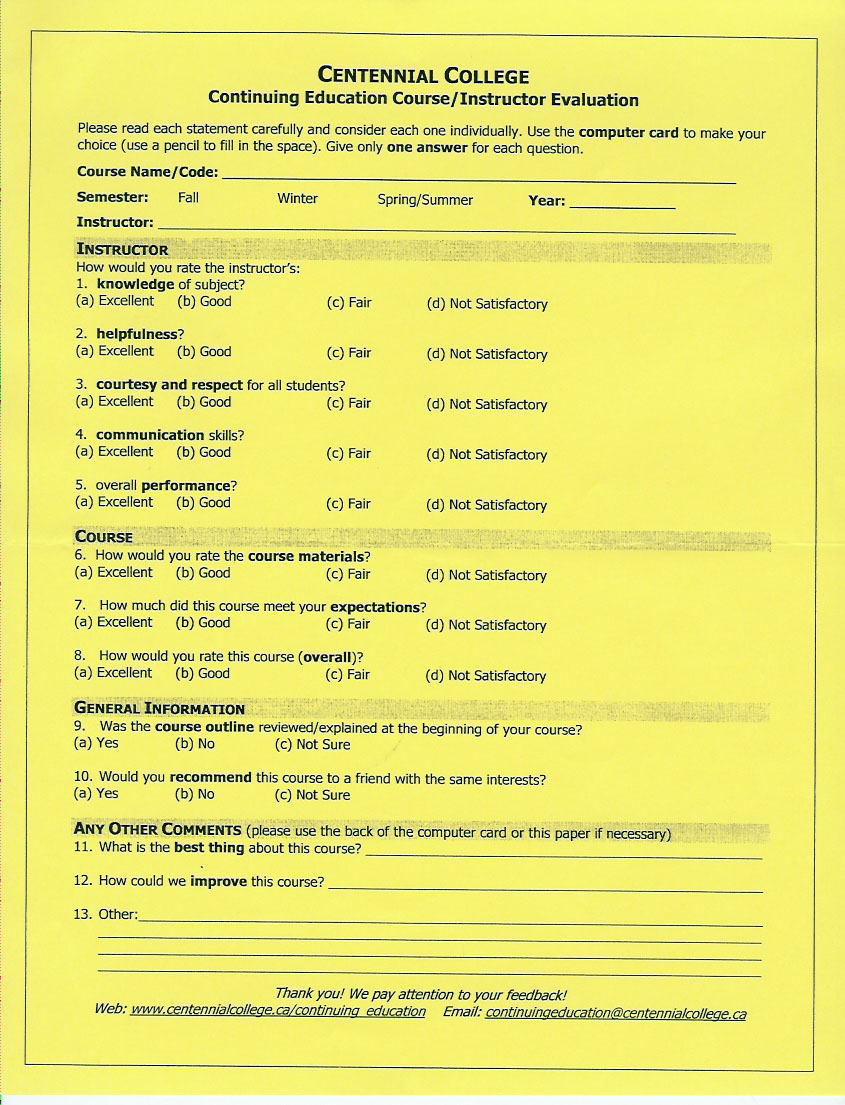 CENTENNIAL COLLEGE
Continuing Education Course/Instructor Evaluation
Please read each statement carefully and consider each one individually. Use the computer card to make your
choice (use a pencil to fill in the space). Give only one answer for each question.
Course Name/Code:
Semester: Fall Winter Spring/Summer Year:
Instructor:
INSTRUCTOR
How would you rate the instructor's:
1. knowledge of subject?
(a) Excellent (b) Good (c) Fair (d) Not Satisfactory
2. helpfulness?
(a) Excellent (b) Good (c) Fair (d) Not Satisfactory
3. courtesy and respect for all students?
(a) Excellent (b) Good (c) Fair (d) Not Satisfactory
4. communication skills?
(a) Excellent (b) Good (c) Fair (d) Not Satisfactory
5. overall performance?
(a) Excellent (b) Good (c) Fair (d) Not Satisfactory
COURSE
6. How would you rate the course materials?
(a) Excellent (b) Good (c) Fair (d) Not Satisfactory
7. How much did this course meet your expectations?
(a) Excellent (b) Good (c) Fair (d) Not Satisfactory
8. How would you rate this course (overall)?
(a) Excellent (b) Good (c) Fair (d) Not Satisfactory
GENERAL INFORMATION
9. Was the course outline reviewed/explained at the beginning of your course?
(a) Yes (b) No (c) Not Sure
10. Would you recommend this course to a friend with the same interests?
(a) Yes (b) No (c) Not Sure
ANY OTHER COMMENTS (please use the back of the computer card or this paper if necessary)
11. What is the best thing about this course?
12. How could we improve this course?
13. Other:
Thank you! We pay attention to your feedback!
Web: www.centennialcollege.ca/continuing_education Email: continuingeducation@centennialcollege.ca